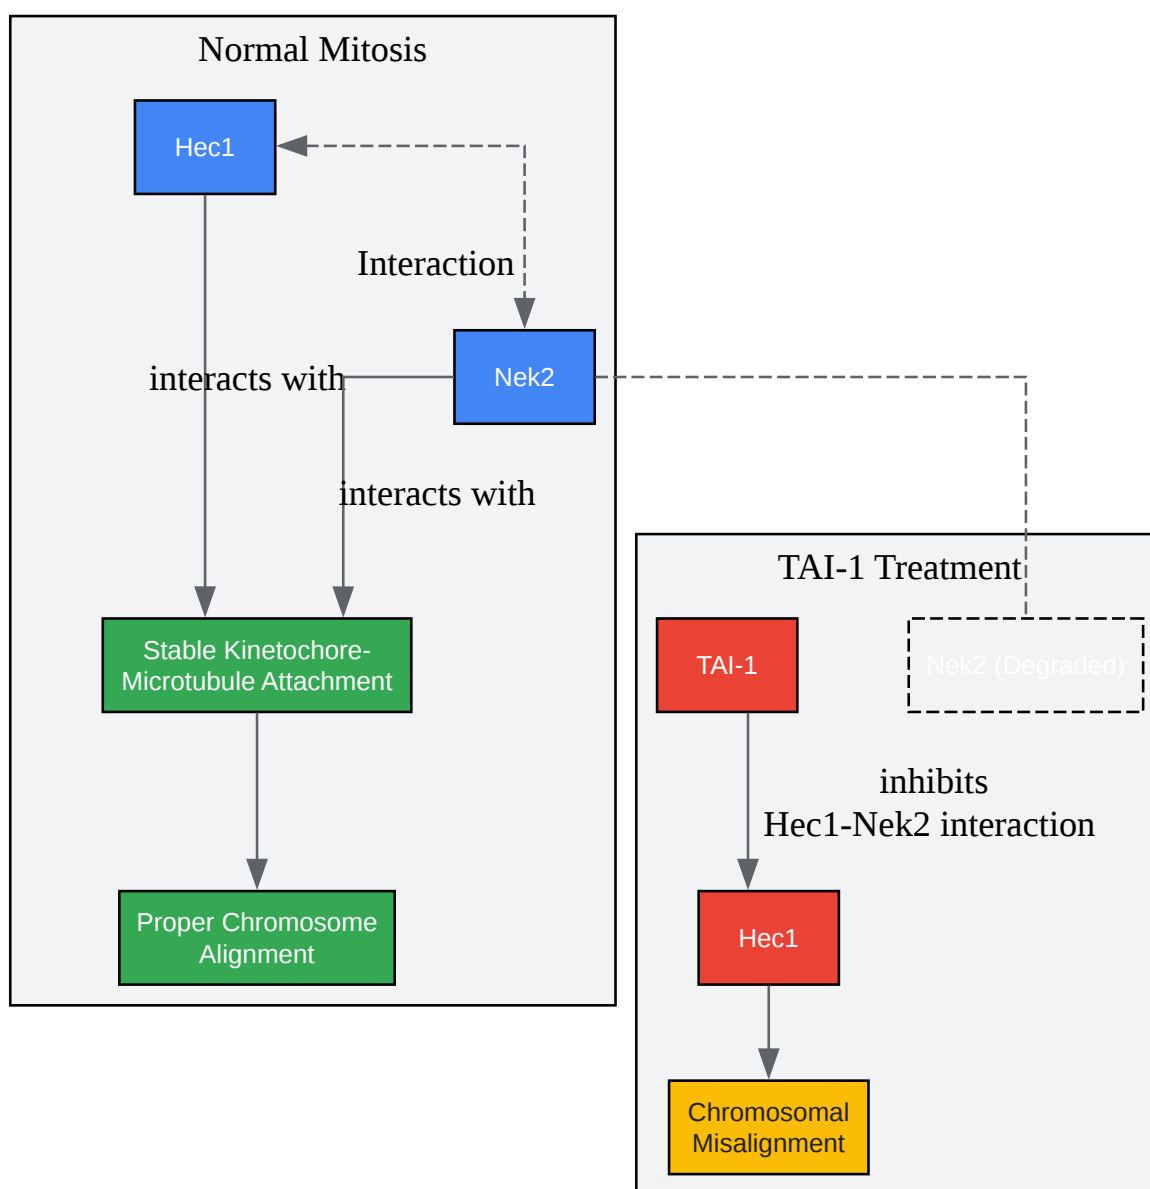 Normal Mitosis
Hec1
Interaction
interacts with
Nek2
interacts with
Stable Kinetochore-
Microtubule Attachment
Proper Chromosome
Alignment
TAI-1 Treatment
TAI-1
Nek2 (Degraded)
inhibits
Hec1-Nek2 interaction
Hec1
Chromosomal
Misalignment